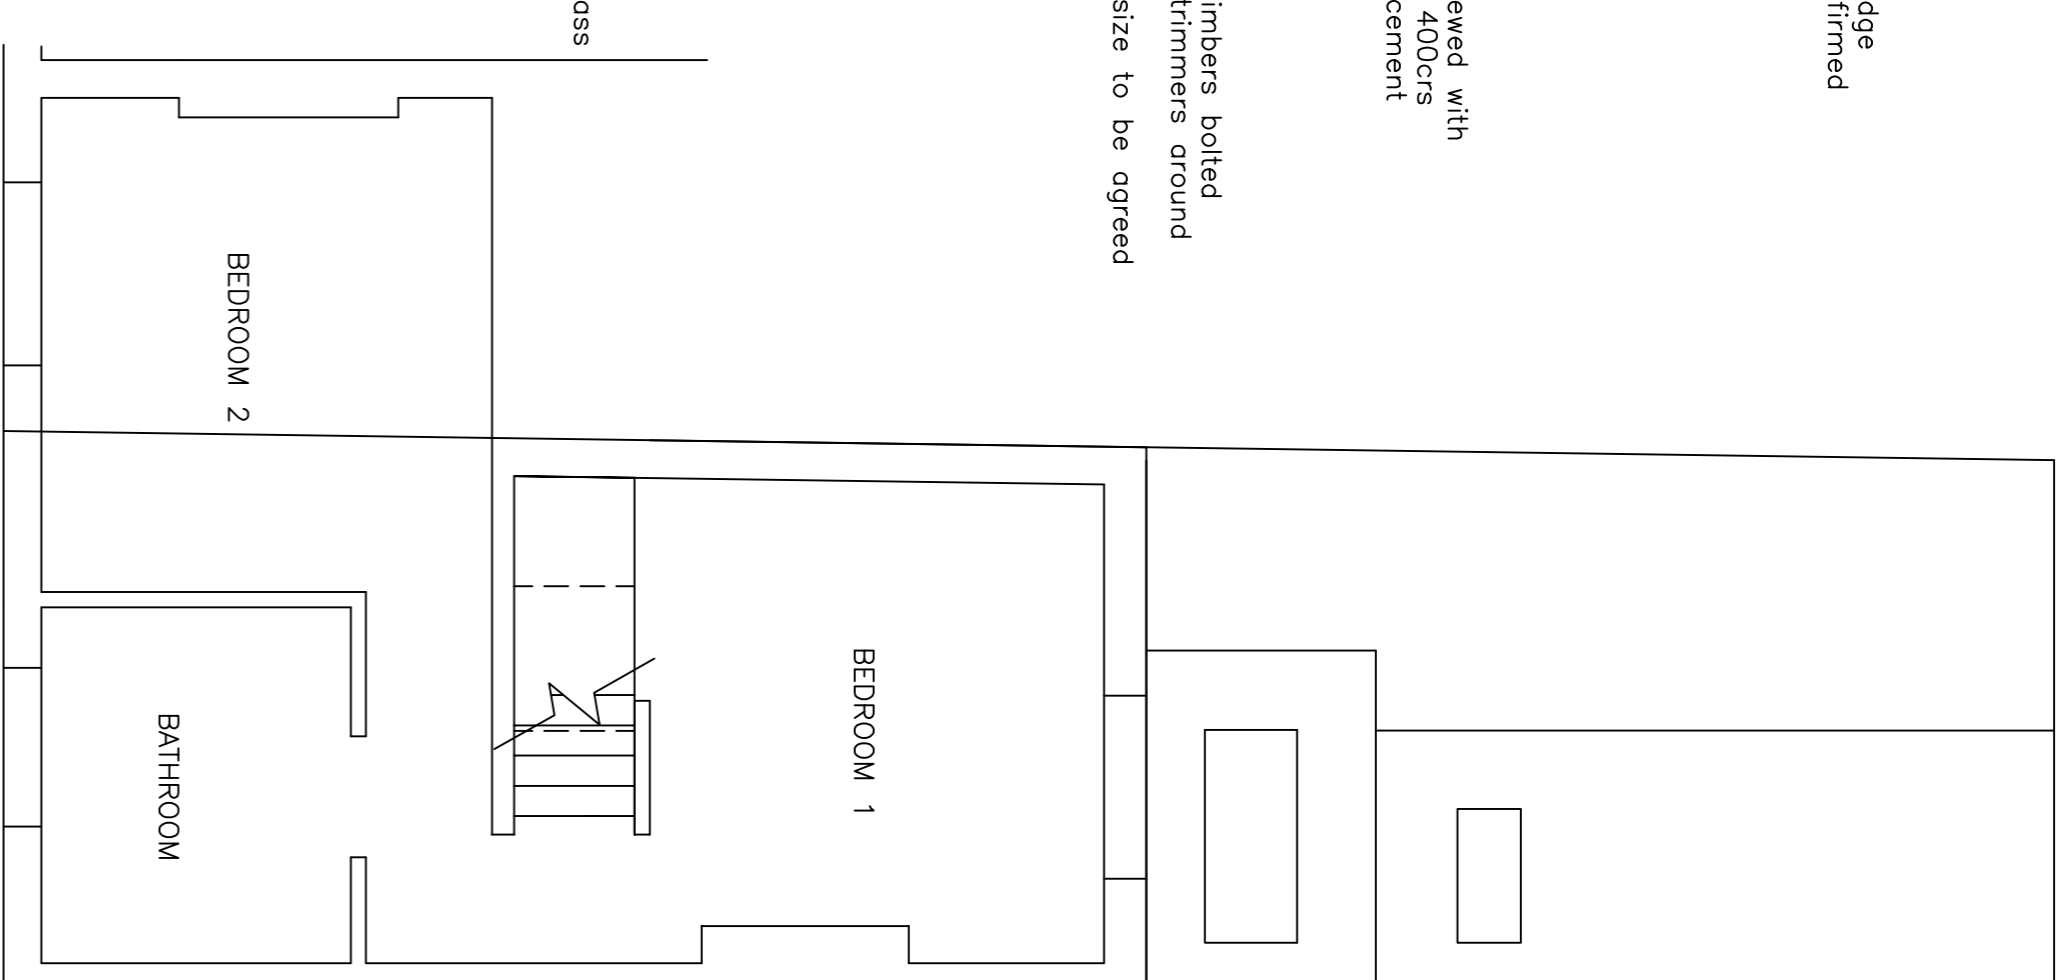 dge
firmed
ewed with
400crs
cement
imbers bolted
trimmers around
size to be agreed
BEDROOM 1
ass
BEDROOM 2
BATHROOM